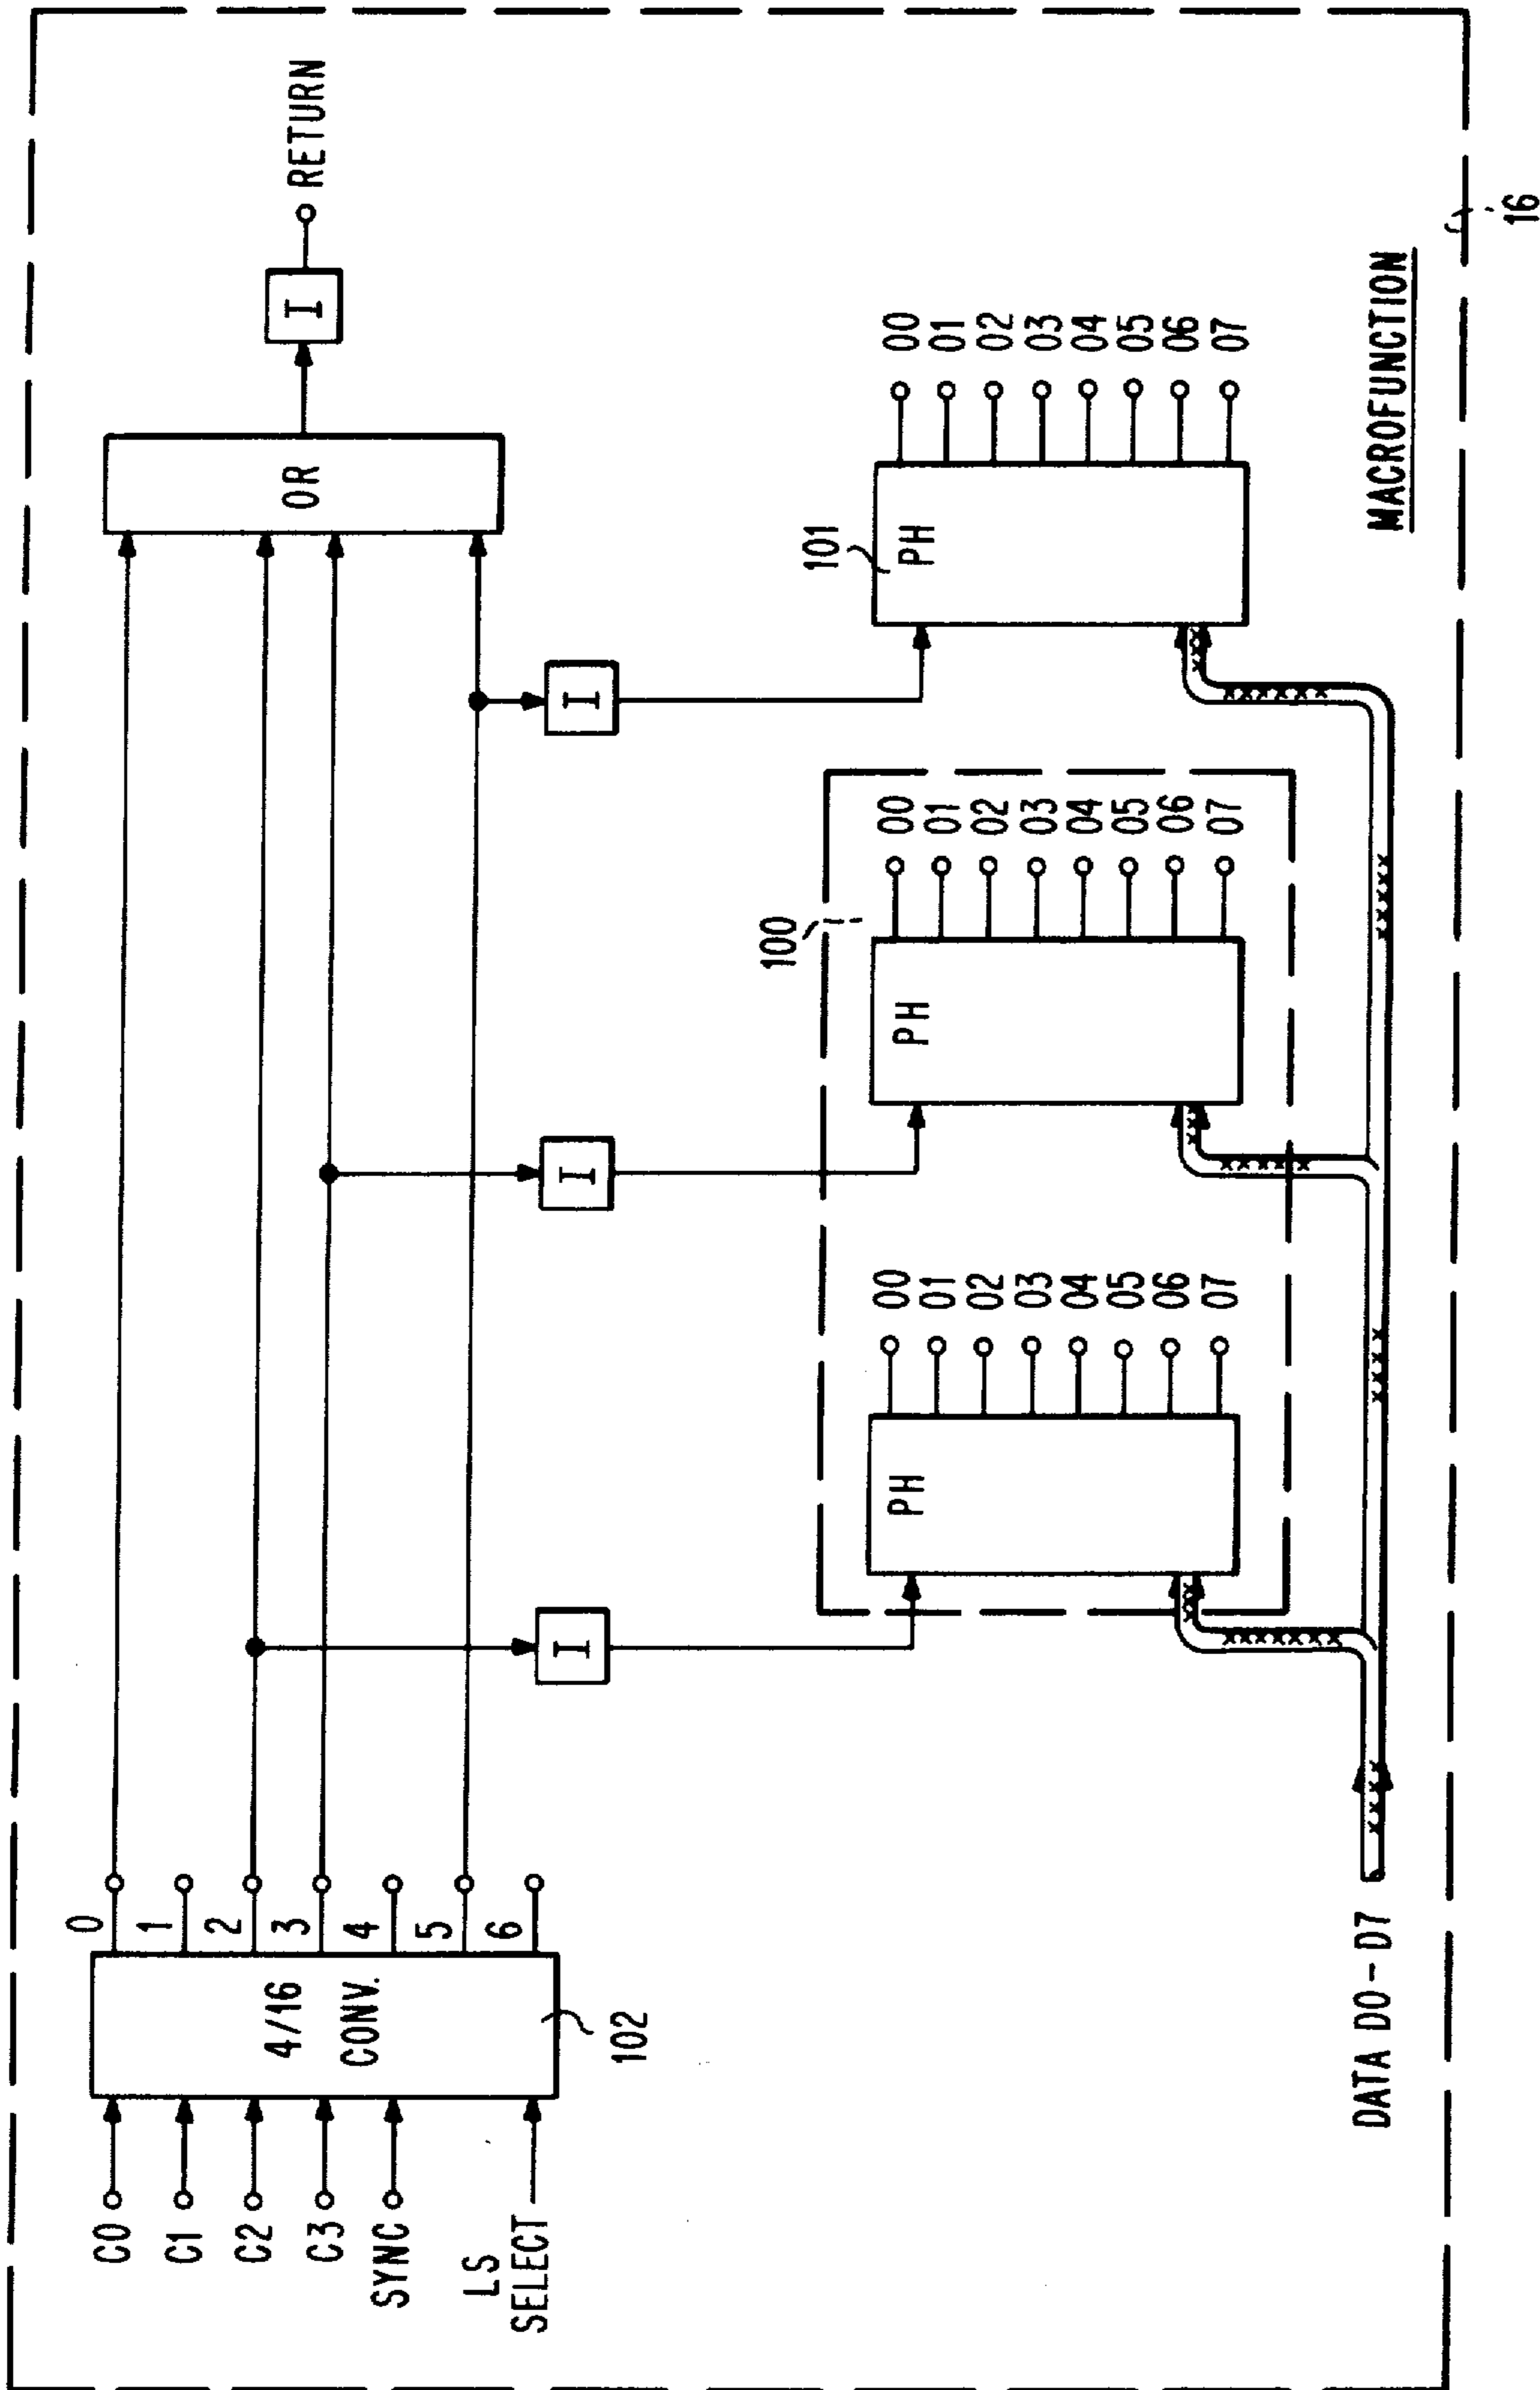 C0
C1
C2
C3
SYNC
LS
SELECT
4/16
CONV.
102
0
1
2
3
4
5
6
OR
I
RETURN
I
I
I
PH
00
01
02
03
04
05
06
07
100
PH
00
01
02
03
04
05
06
07
101
PH
00
01
02
03
04
05
06
07
DATA D0-D7
MACROFUNCTION
16